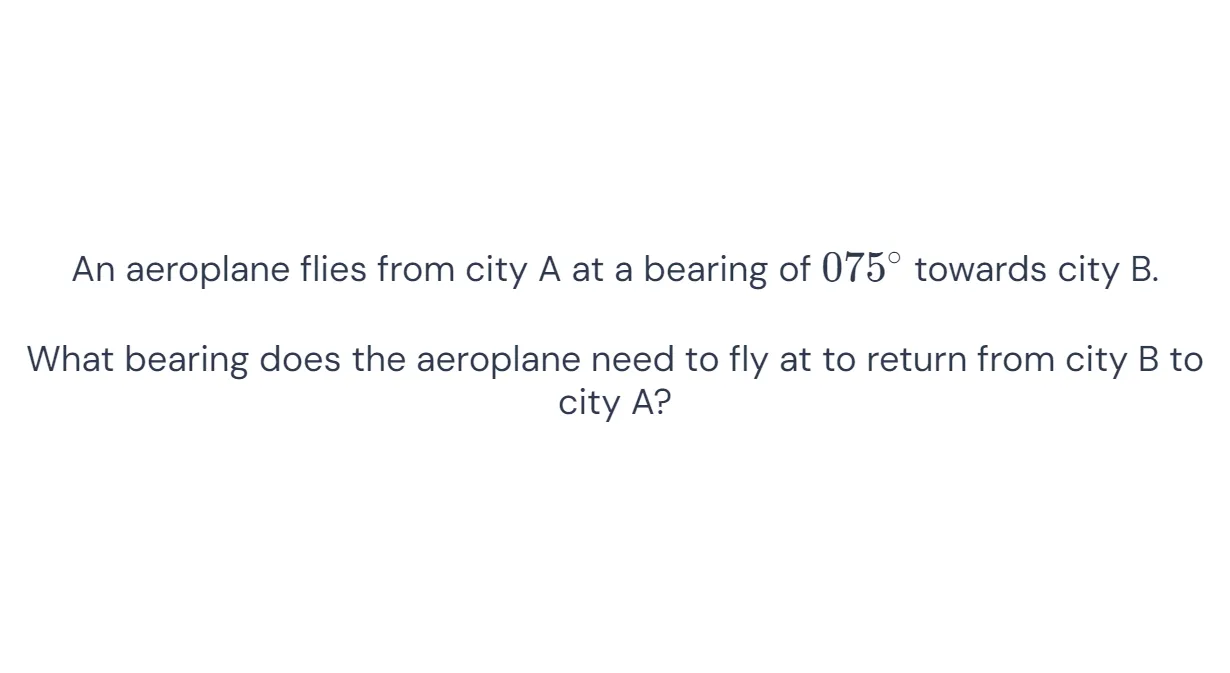 An aeroplane flies from city A at a bearing of 075° towards city B.
What bearing does the aeroplane need to fly at to return from city B to
city A?